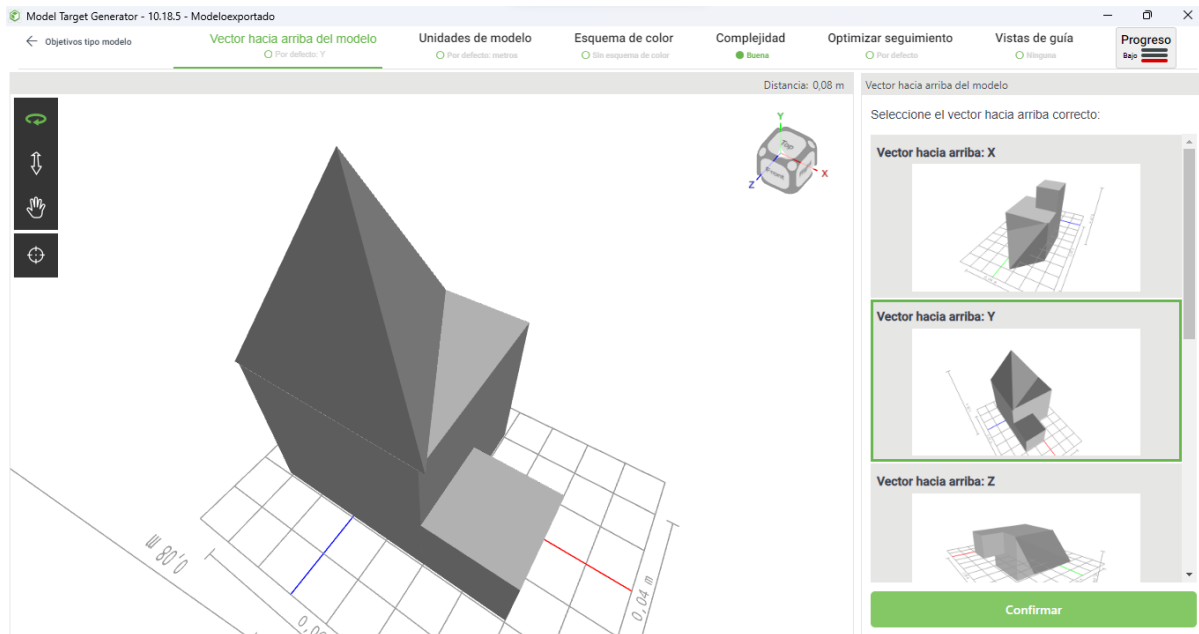 Model Target Generator - 10.18.5 - Modeloexportado
Objetivos tipo modelo
Vector hacia arriba del modelo
Por defecto: Y
Unidades de modelo
Por defecto: metros
Esquema de color
Sin esquema de color
Complejidad
Buena
Optimizar seguimiento
Por defecto
Vistas de guía
Ninguna
Progreso
Bajo
Distancia: 0,08 m
Vector hacia arriba del modelo
Seleccione el vector hacia arriba correcto:
Y
Top
Front
X
Z
Vector hacia arriba: X
Vector hacia arriba: Y
Vector hacia arriba: Z
0,08 m
0,04 m
Confirmar